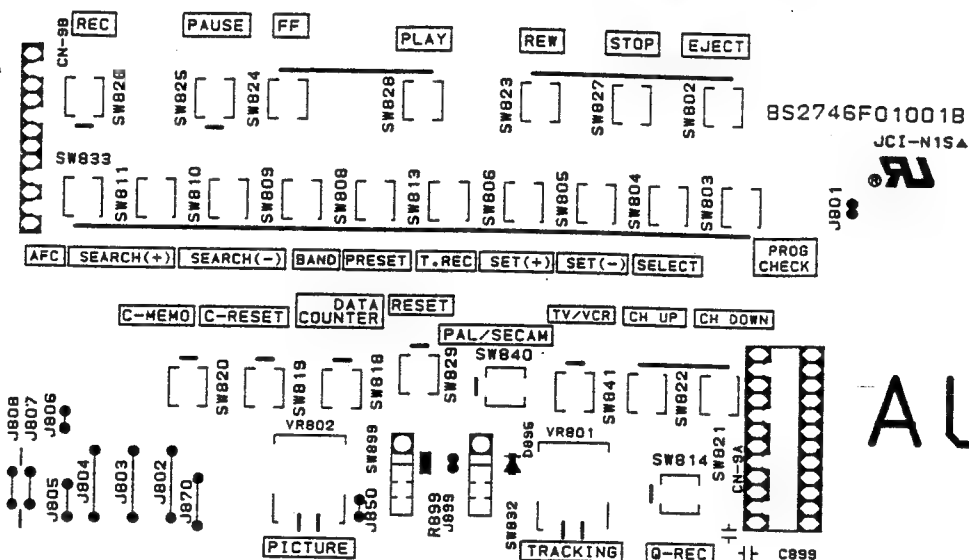 CN-9B
REC
PAUSE
FF
PLAY
REW
STOP
EJECT
SW826
SW825
SW824
SW828
SW823
SW827
SW802
BS2746F01001B
JCI-N1S▲
®UR
SW833
SW811
SW810
SW809
SW808
SW813
SW806
SW805
SW804
SW803
J801
AFC
SEARCH(+)
SEARCH(-)
BAND
PRESET
T.REC
SET(+)
SET(-)
SELECT
PROG
CHECK
C-MEMO
C-RESET
DATA
COUNTER
RESET
PAL/SECAM
TV/VCR
CH UP
CH DOWN
SW820
SW819
SW818
SW829
SW840
SW841
SW822
SW821
CN-9A
AU
J808
J807
J806
J805
J804
J803
J802
J870
VR802
J850
SW899
R899
J899
D895
SW832
VR801
SW814
PICTURE
TRACKING
Q-REC
C899